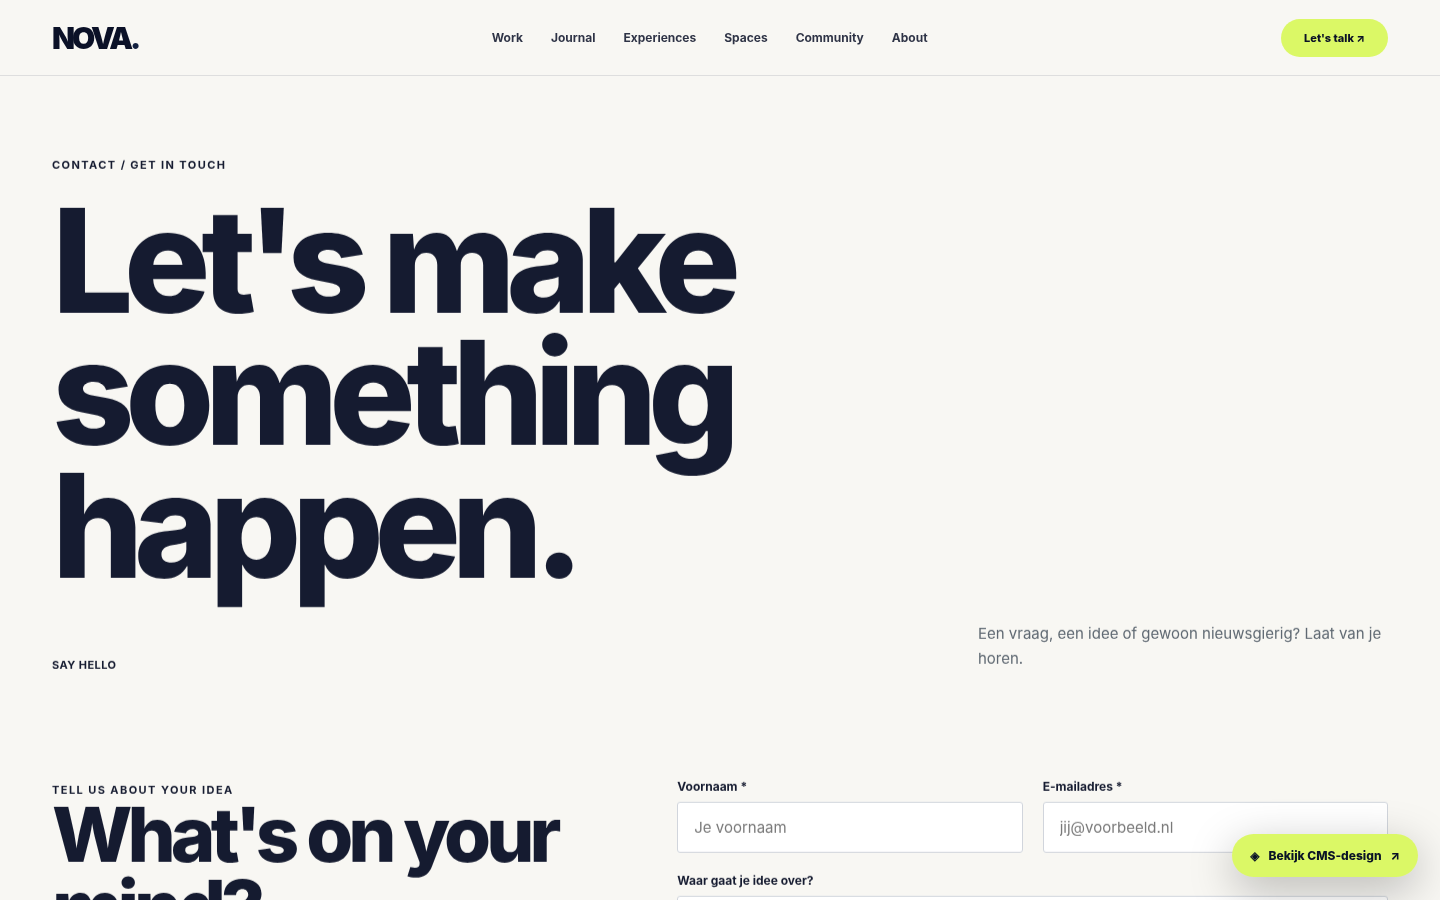 NOVA.
Work Journal Experiences Spaces Community About
Let's talk ↗
CONTACT / GET IN TOUCH
Let's make
something
happen.
SAY HELLO
Een vraag, een idee of gewoon nieuwsgierig? Laat van je
horen.
TELL US ABOUT YOUR IDEA
What's on your
mind?
Voornaam *
Je voornaam
E-mailadres *
jij@voorbeeld.nl
Waar gaat je idee over?
◈ Bekijk CMS-design ↗